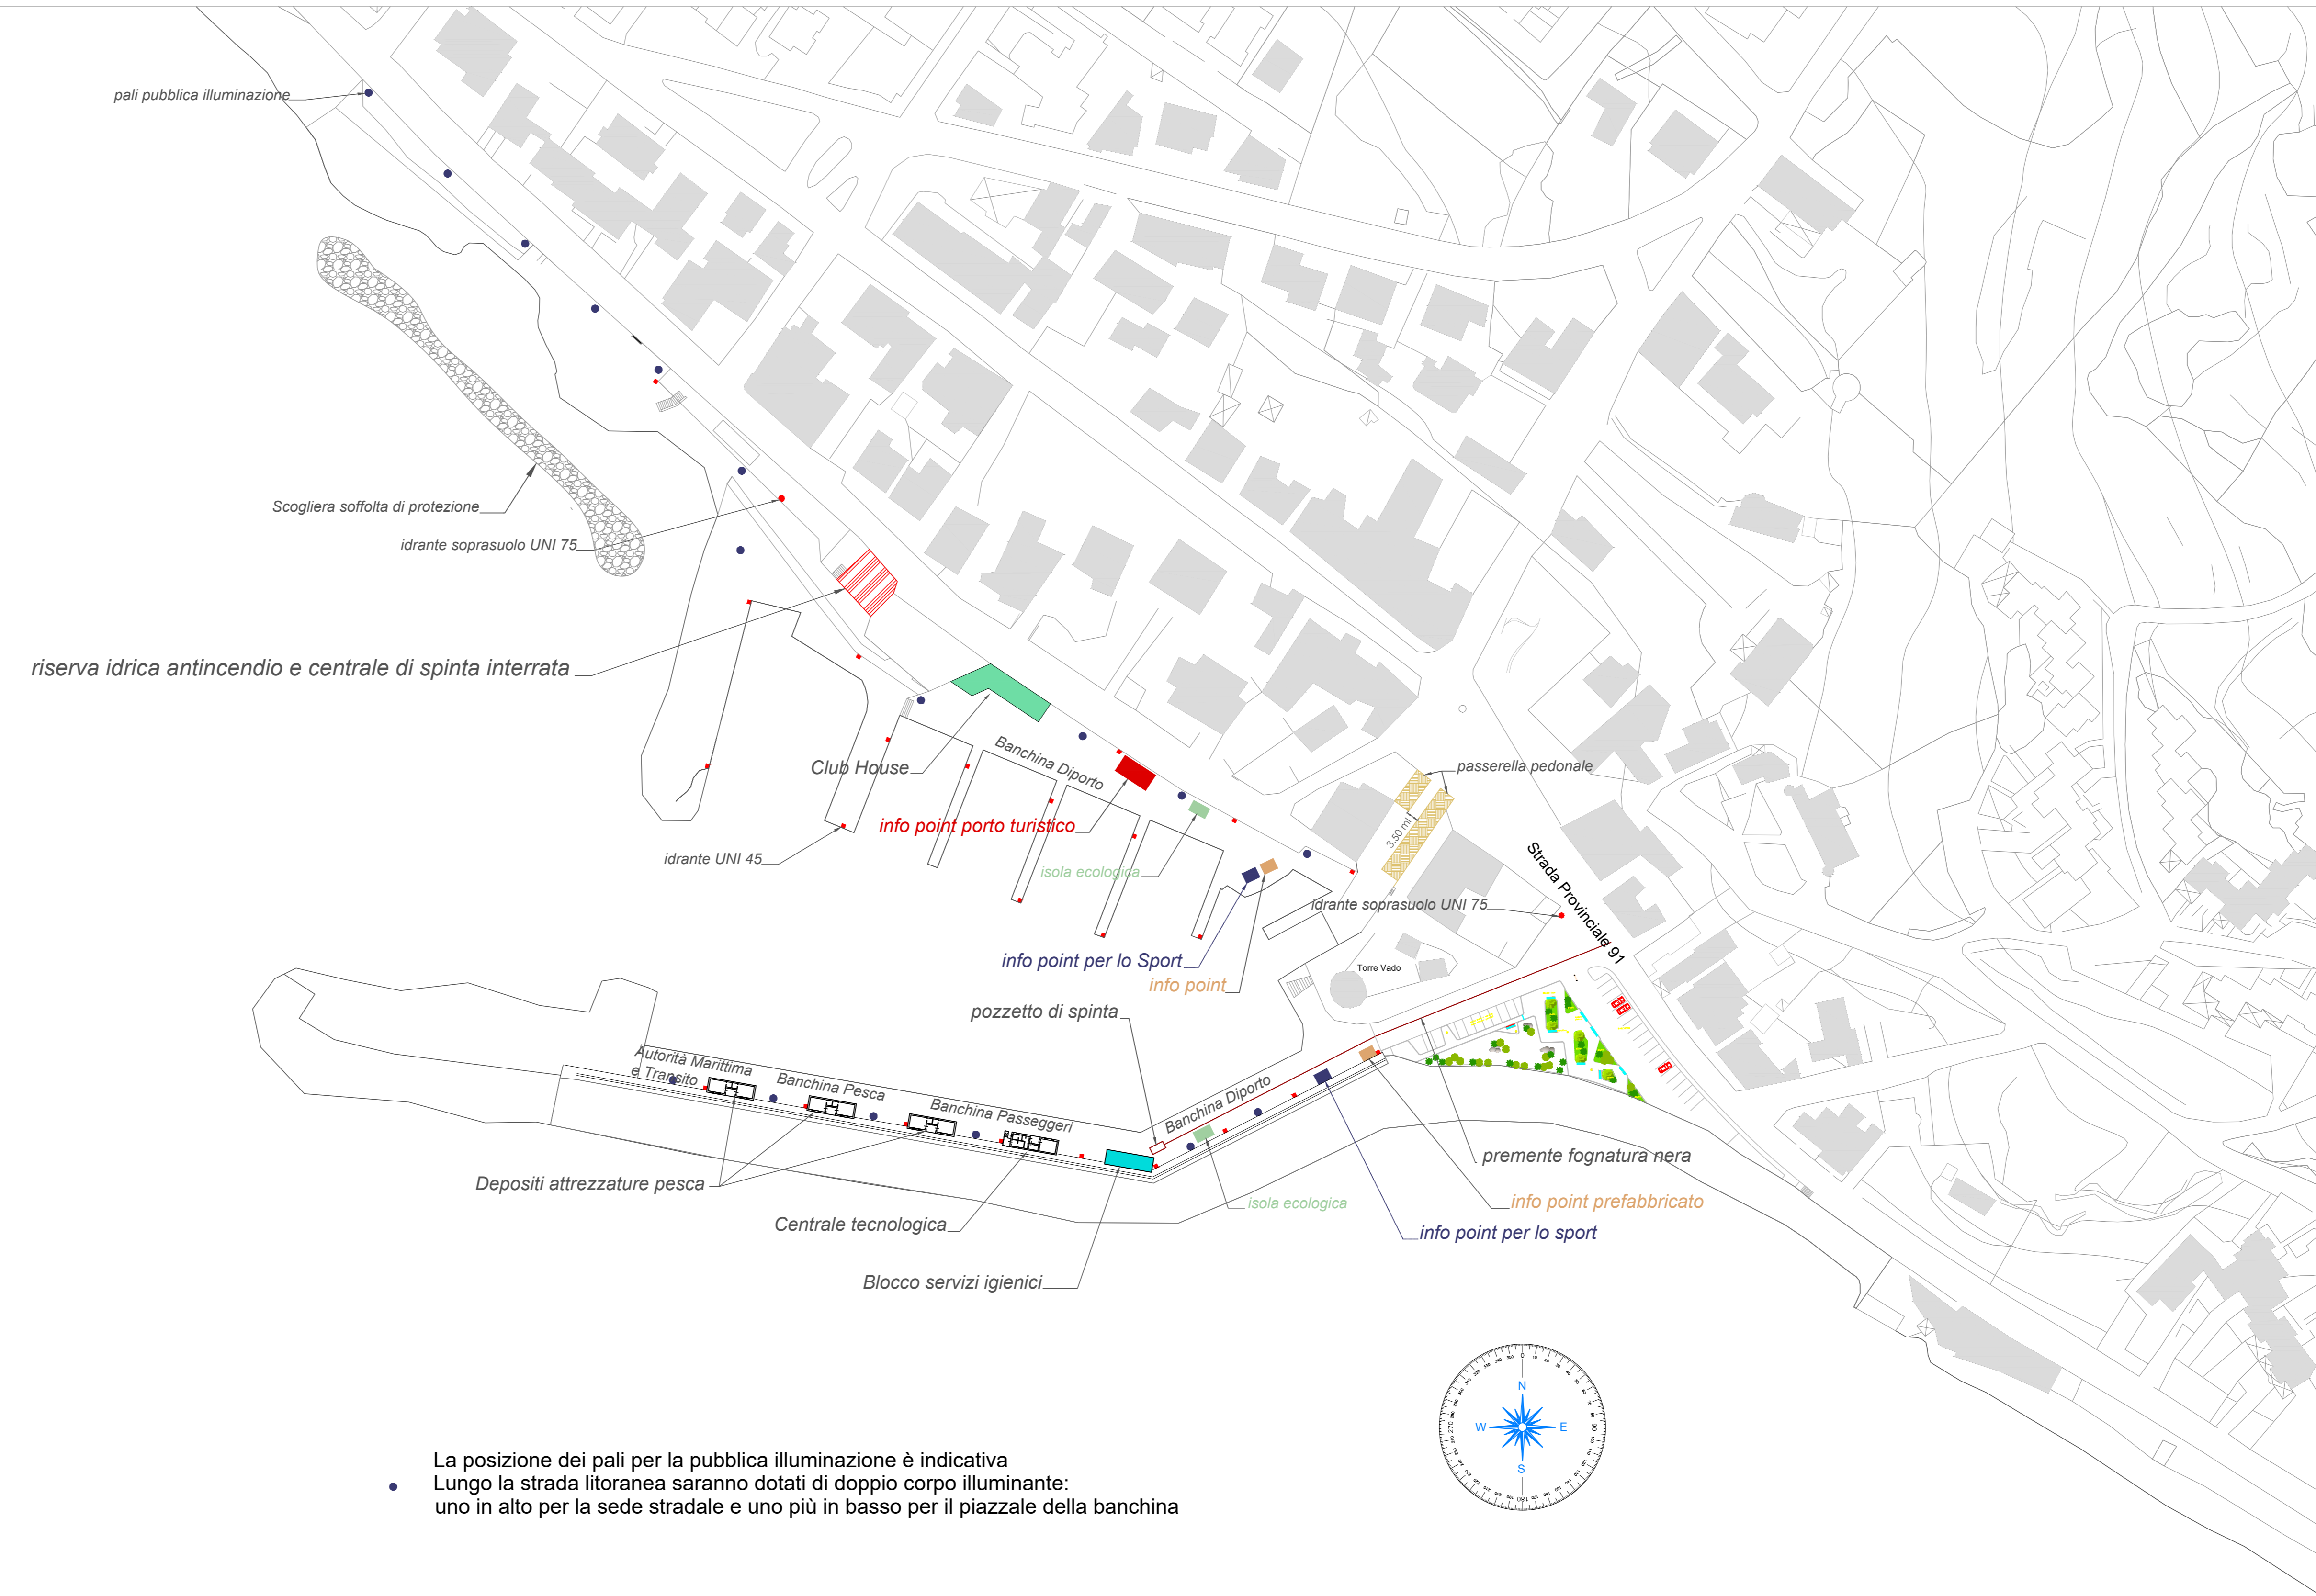 pali pubblica illuminazione
Scogliera soffolta di protezione
idrante soprasuolo UNI 75
riserva idrica antincendio e centrale di spinta interrata
Club House
Banchina Diporto
info point porto turistico
passerella pedonale
3.50 ml
idrante UNI 45
isola ecologica
Strada Provinciale 91
idrante soprasuolo UNI 75
info point per lo Sport
Torre Vado
info point
pozzetto di spinta
Autorità Marittima
e Transito
Banchina Pesca
Banchina Passeggeri
Banchina Diporto
premente fognatura nera
Depositi attrezzature pesca
isola ecologica
info point prefabbricato
Centrale tecnologica
info point per lo sport
Blocco servizi igienici
0
N
W
E
S
270
90
180
La posizione dei pali per la pubblica illuminazione è indicativa
Lungo la strada litoranea saranno dotati di doppio corpo illuminante:
uno in alto per la sede stradale e uno più in basso per il piazzale della banchina